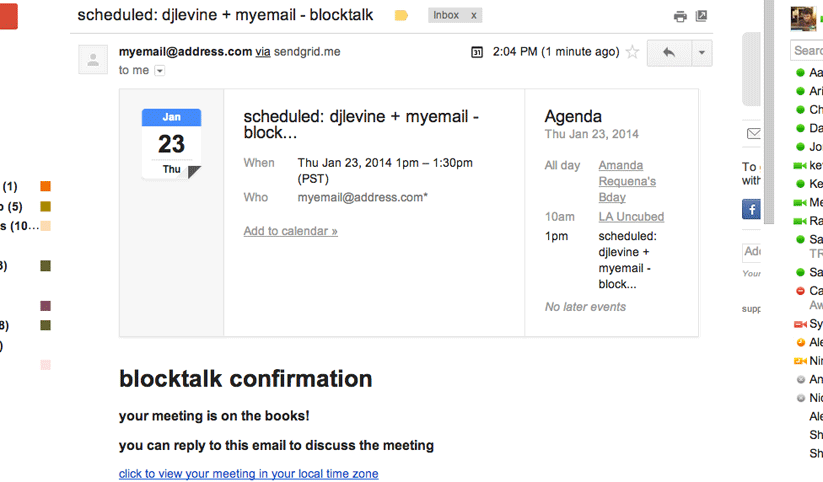 scheduled: djlevine + myemail - blocktalk
Inbox x
myemail@address.com via sendgrid.me
31 2:04 PM (1 minute ago)
to me
Jan
23
Thu
scheduled: djlevine + myemail -
block...
When Thu Jan 23, 2014 1pm – 1:30pm
(PST)
Who myemail@address.com*
Add to calendar »
Agenda
Thu Jan 23, 2014
All day Amanda
Requena's
Bday
10am LA Uncubed
1pm scheduled:
djlevine +
myemail -
block...
No later events
blocktalk confirmation
your meeting is on the books!
you can reply to this email to discuss the meeting
click to view your meeting in your local time zone
(1)
(5)
s (10...
3)
8)
)
To
with
f
Add
Your
supp
Searc
Aa
Ari
Ch
Da
Jo
kev
Ke
Me
Ra
Sa
TR
Sa
Ca
Aw
Sy
Ale
Nir
An
Nic
Ale
Sh
Sh